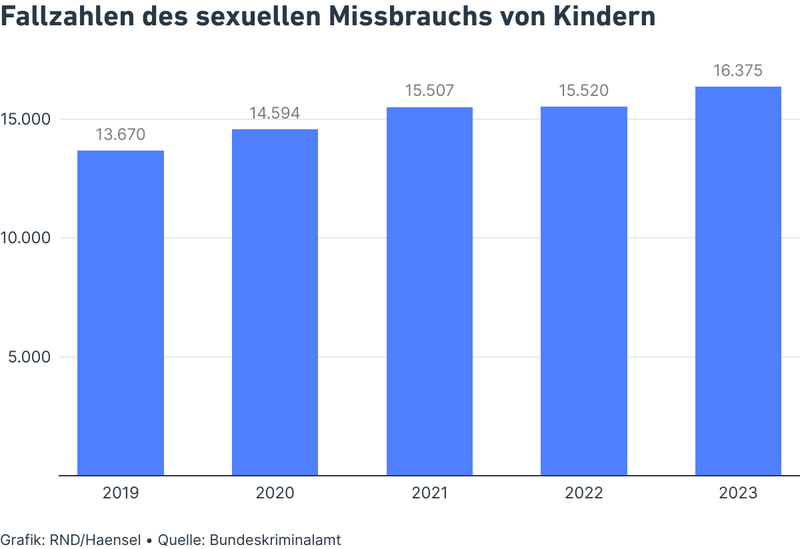 Fallzahlen des sexuellen Missbrauchs von Kindern
16.375
15.507
15.520
14.594
15.000
13.670
10.000
5.000
2019 2020 2021 2022 2023
Grafik: RND/Haensel • Quelle: Bundeskriminalamt